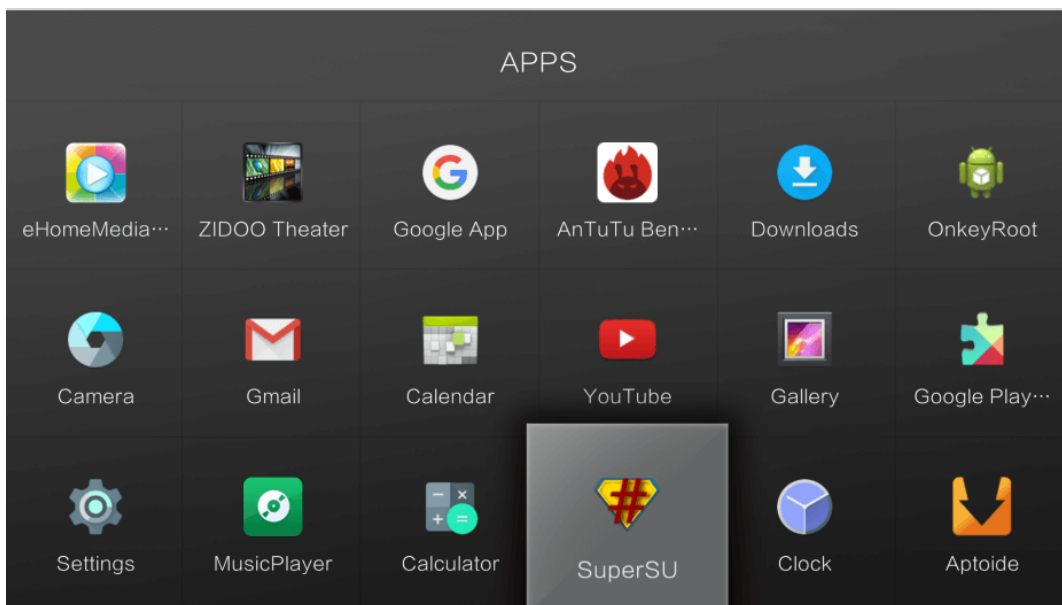 APPS
eHomeMedia···
ZIDOO Theater
Google App
AnTuTu Ben···
Downloads
OnkeyRoot
Camera
Gmail
Calendar
YouTube
Gallery
Google Play···
Settings
MusicPlayer
Calculator
SuperSU
Clock
Aptoide